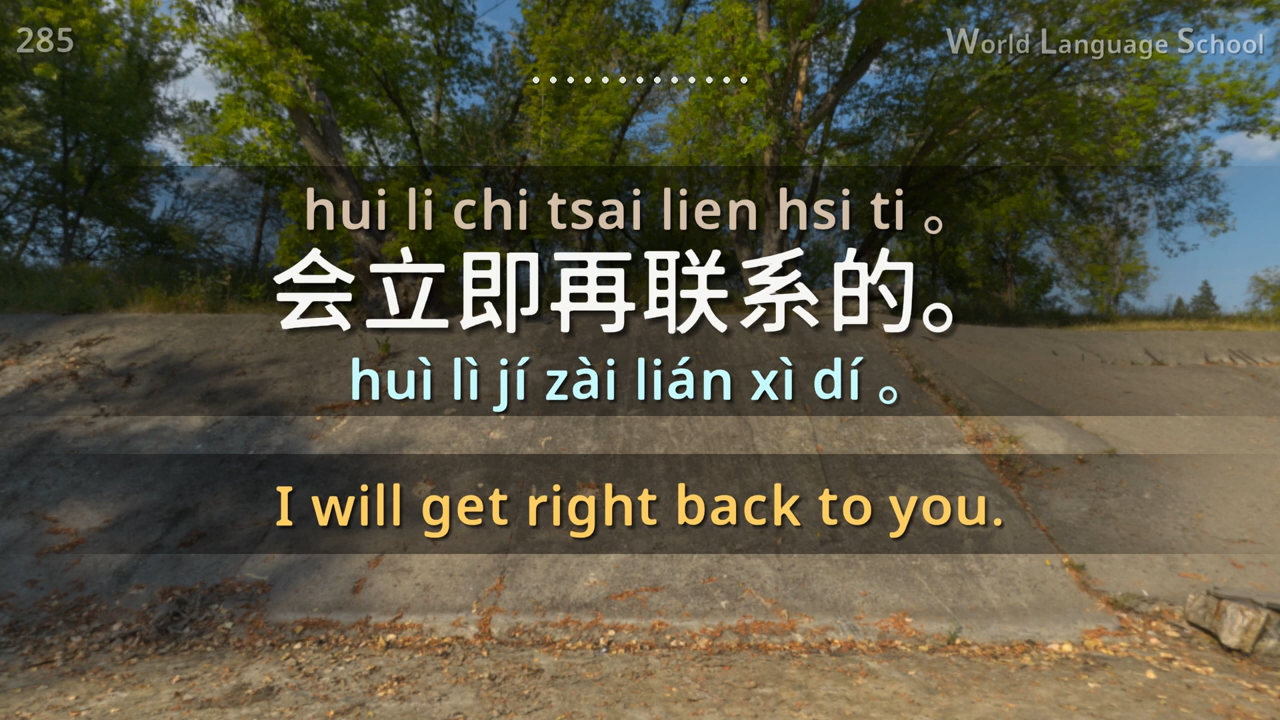 285
World Language School
hui li chi tsai lien hsi ti 。
会立即再联系的。
huì lì jí zài lián xì dí 。
I will get right back to you.